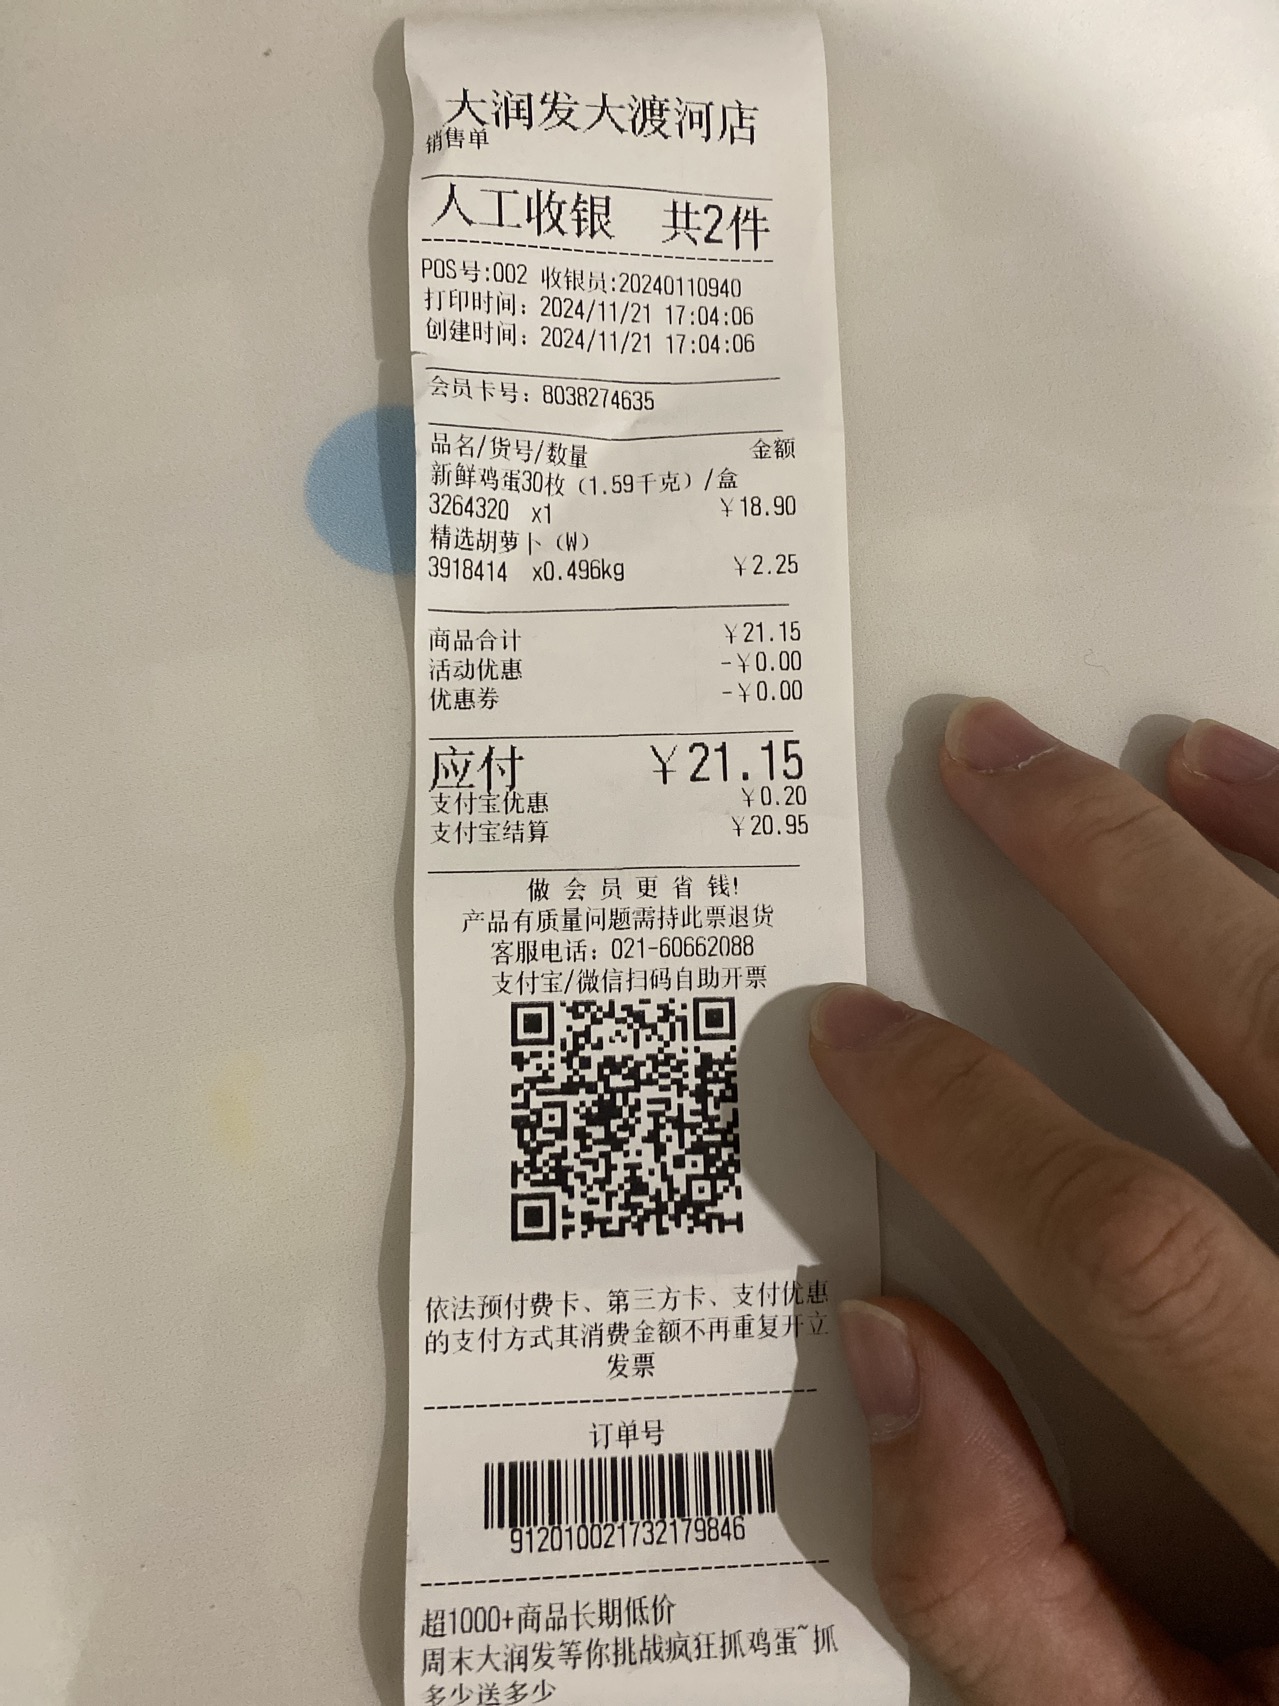 大润发大渡河店
销售单
人工收银 共2件
POS号:002 收银员:20240110940
打印时间: 2024/11/21 17:04:06
创建时间: 2024/11/21 17:04:06
会员卡号: 8038274635
品名/货号/数量 金额
新鲜鸡蛋30枚（1.59千克）/盒
3264320 x1 ￥18.90
精选胡萝卜（W）
3918414 x0.496kg ￥2.25
商品合计 ￥21.15
活动优惠 -￥0.00
优惠券 -￥0.00
应付 ￥21.15
支付宝优惠 ￥0.20
支付宝结算 ￥20.95
做会员更省钱!
产品有质量问题需持此票退货
客服电话: 021-60662088
支付宝/微信扫码自助开票
依法预付费卡、第三方卡、支付优惠
的支付方式其消费金额不再重复开立
发票
订单号
912010021732179846
超1000+商品长期低价
周末大润发等你挑战疯狂抓鸡蛋~抓
多少送多少